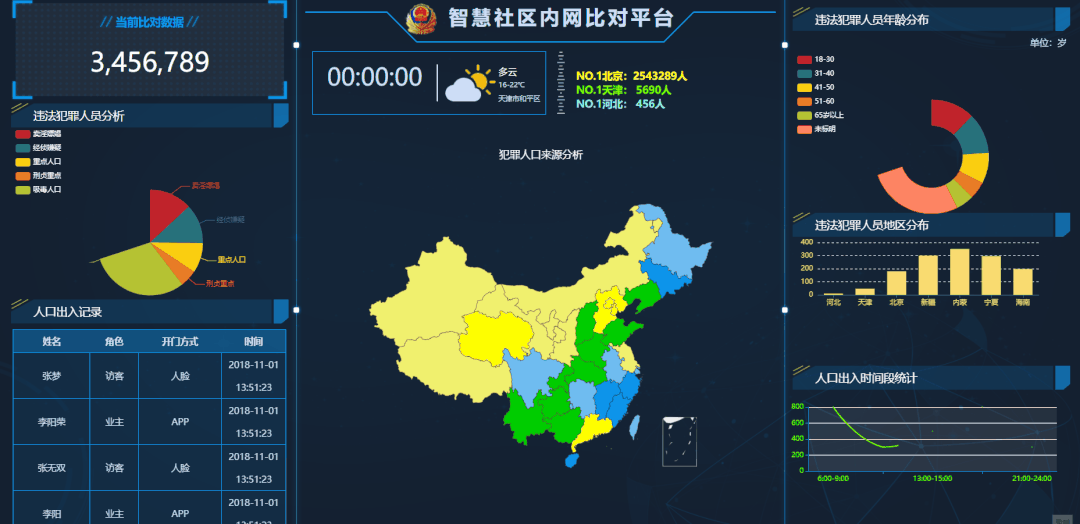 // 当前比对数据 //
3,456,789
违法犯罪人员分析
卖淫嫖娼
经侦嫌疑
重点人口
刑贞重点
吸毒人口
卖淫嫖娼
经侦嫌疑
重点人口
刑贞重点
人口出入记录
姓名 角色 开门方式 时间
张梦 访客 人脸 2018-11-01 13:51:23
李阳荣 业主 APP 2018-11-01 13:51:23
张无双 访客 人脸 2018-11-01 13:51:23
李阳 业主 APP 2018-11-01 13:51:23
智慧社区内网比对平台
00:00:00
多云
16-22℃
天津市和平区
NO.1北京：2543289人
NO.1天津： 5690人
NO.1河北： 456人
犯罪人口来源分析
违法犯罪人员年龄分布
单位：岁
18-30
31-40
41-50
51-60
65岁以上
未标明
违法犯罪人员地区分布
400
300
200
100
0
河北 天津 北京 新疆 内蒙 宁夏 海南
人口出入时间段统计
800
600
400
200
0
6:00-9:00 13:00-15:00 21:00-24:00